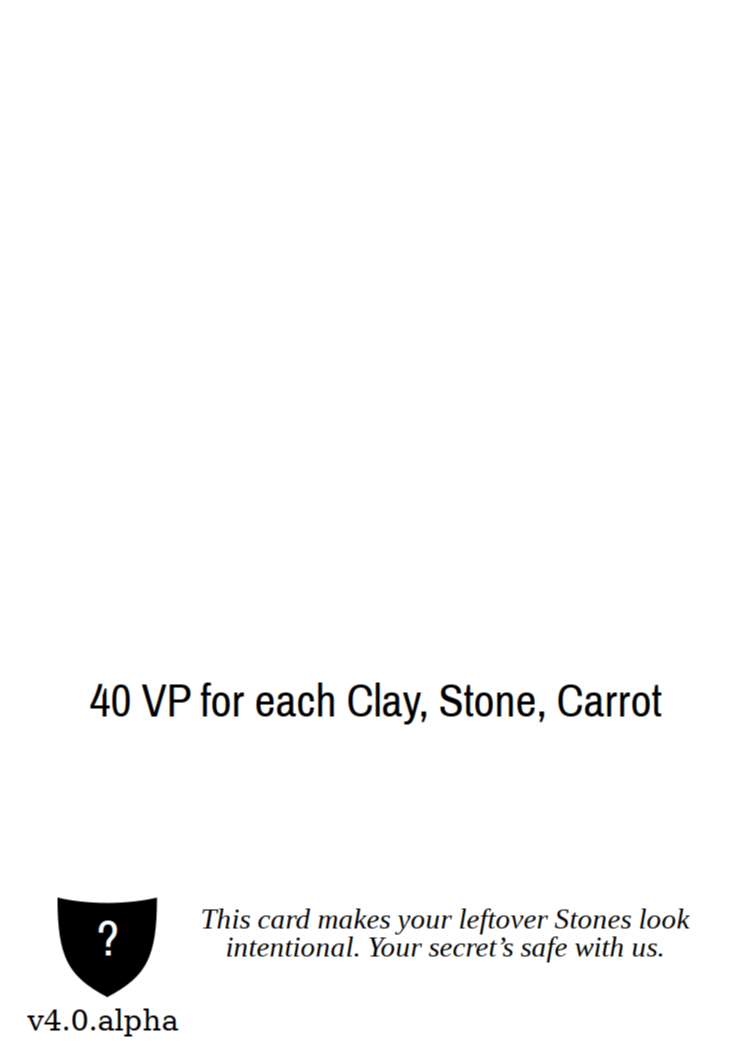 40 VP for each Clay, Stone, Carrot
?
This card makes your leftover Stones look
intentional. Your secret’s safe with us.
v4.0.alpha